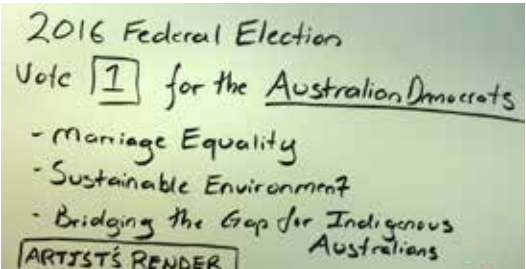 2016 Federal Election
Vote 1 for the Australian Democrats
- Marriage Equality
- Sustainable Environment
- Bridging the Gap for Indigenous
Australians
ARTIST'S RENDER